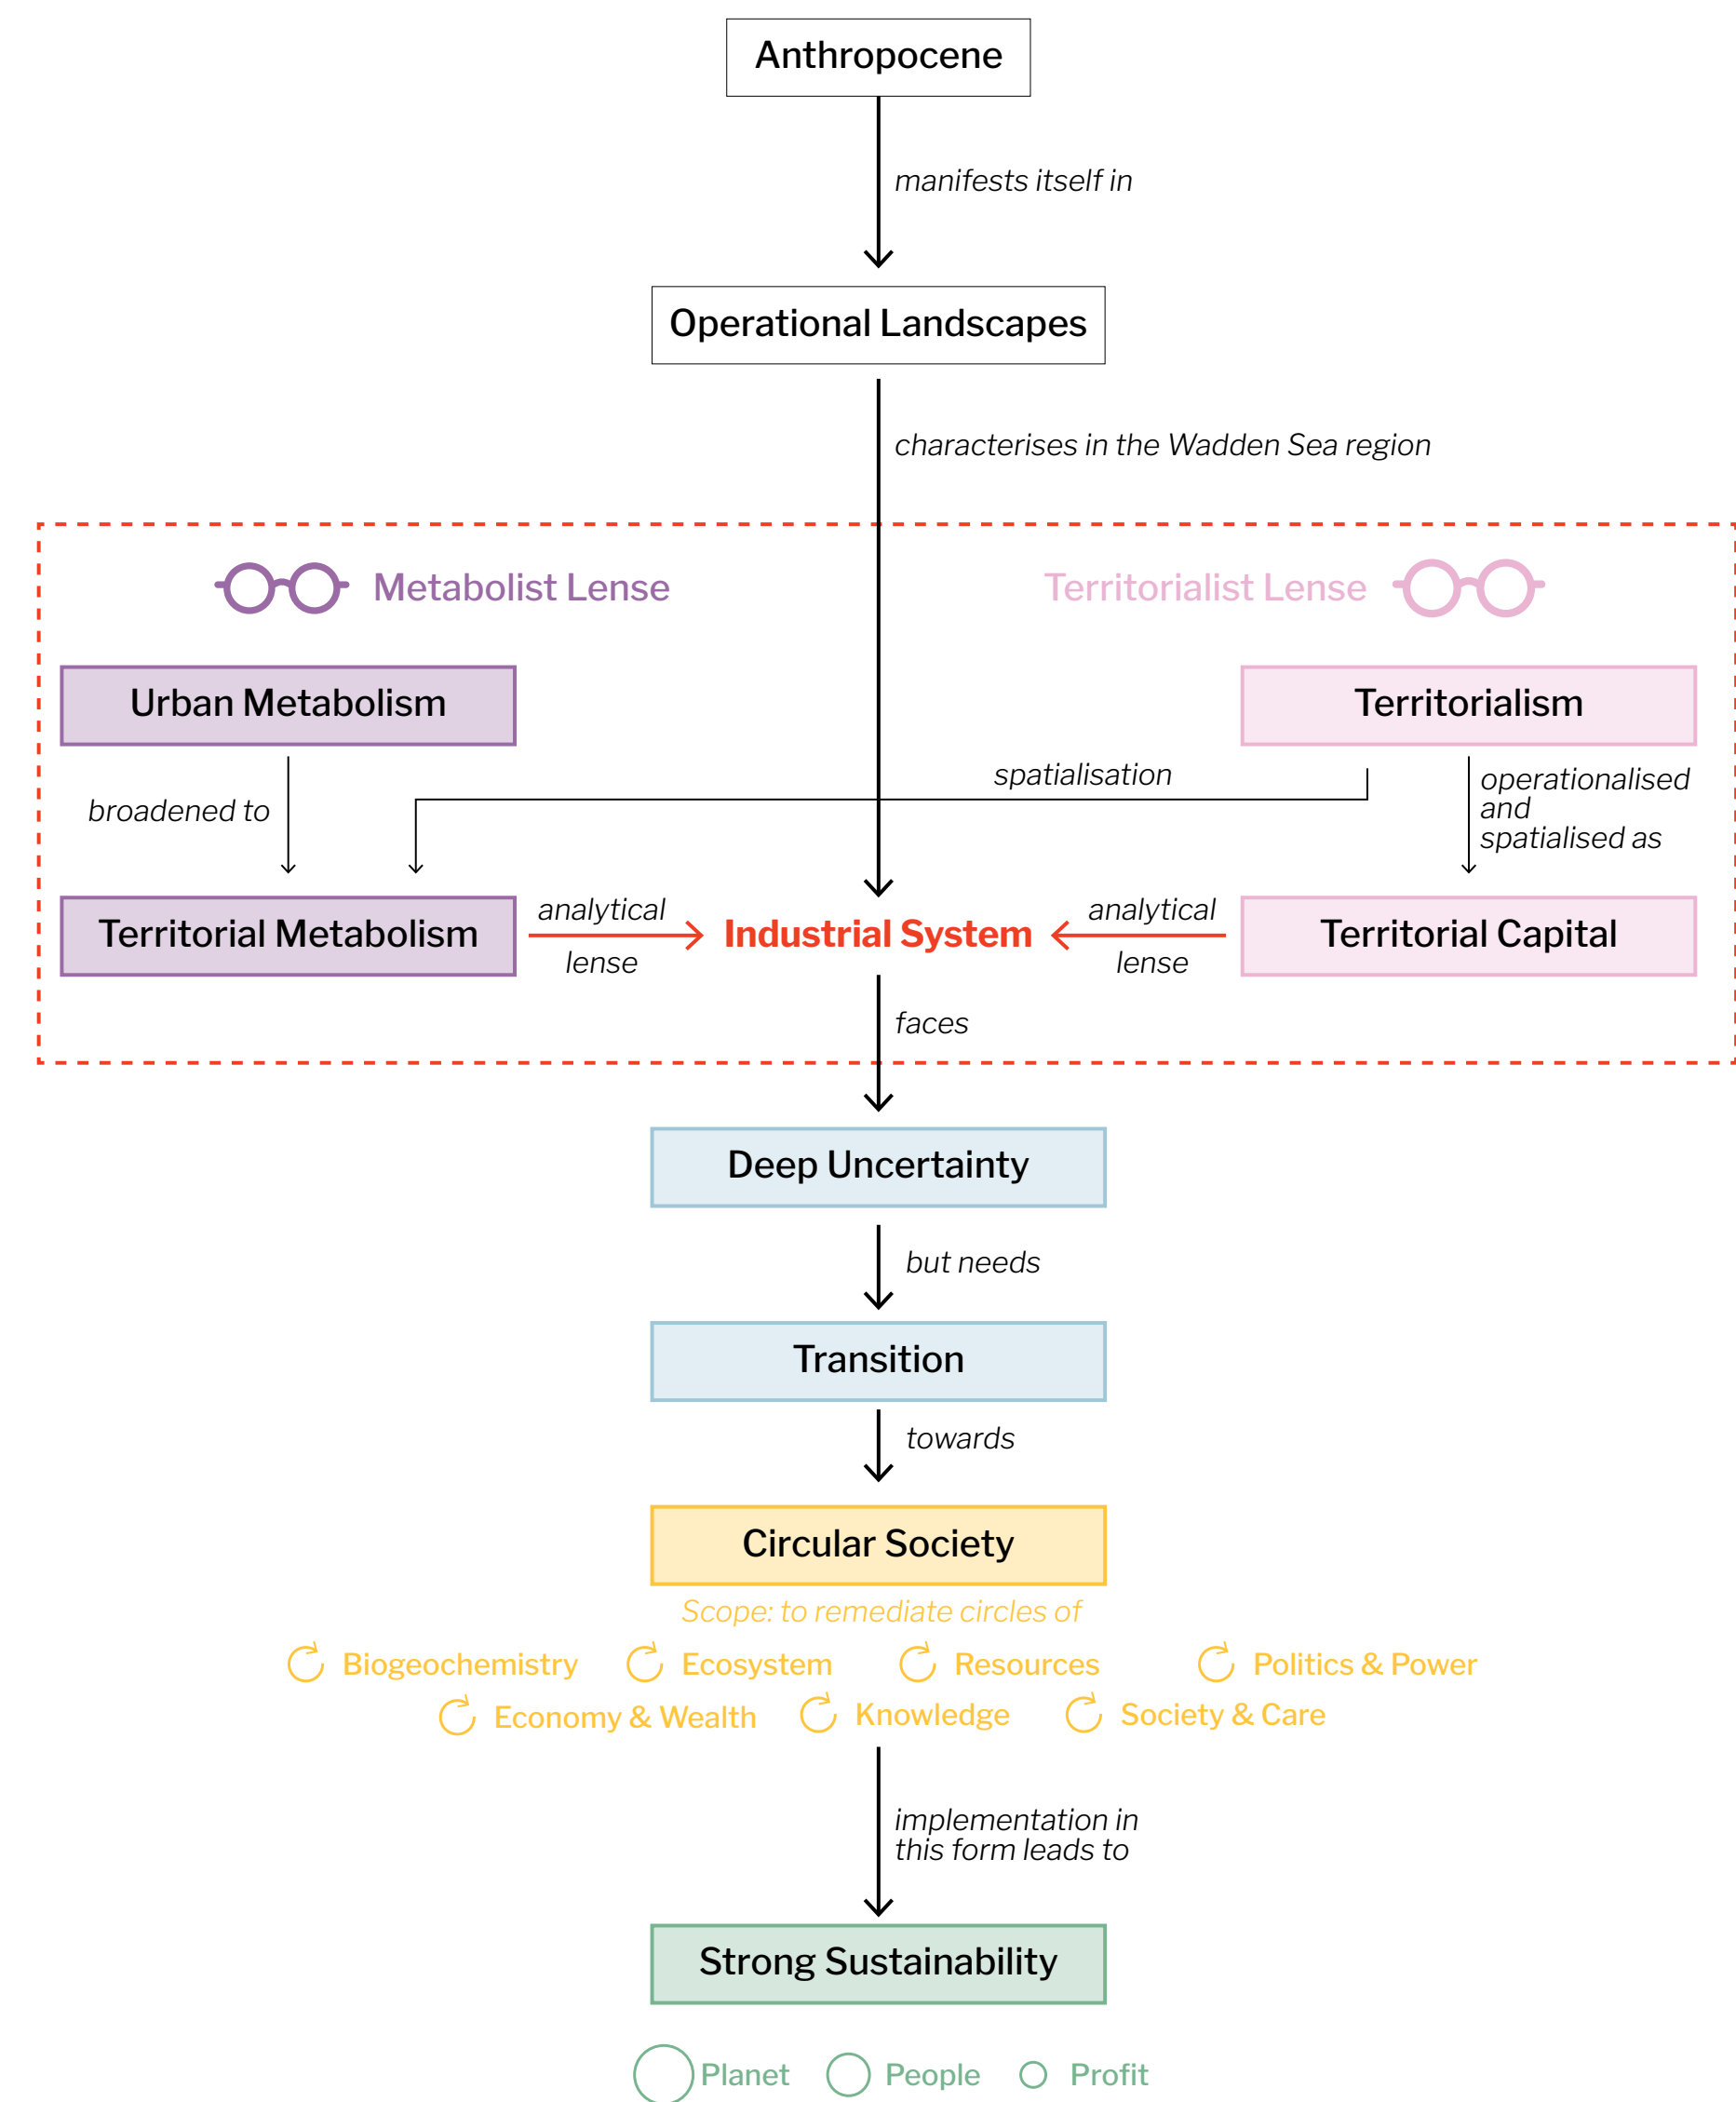 Anthropocene
manifests itself in
Operational Landscapes
characterises in the Wadden Sea region
Metabolist Lense
Territorialist Lense
Urban Metabolism
Territorialism
spatialisation
broadened to
operationalised
and
spatialised as
Territorial Metabolism
analytical
lense
Industrial System
analytical
lense
Territorial Capital
faces
Deep Uncertainty
but needs
Transition
towards
Circular Society
Scope: to remediate circles of
Biogeochemistry
Ecosystem
Resources
Politics & Power
Economy & Wealth
Knowledge
Society & Care
implementation in
this form leads to
Strong Sustainability
Planet
People
Profit